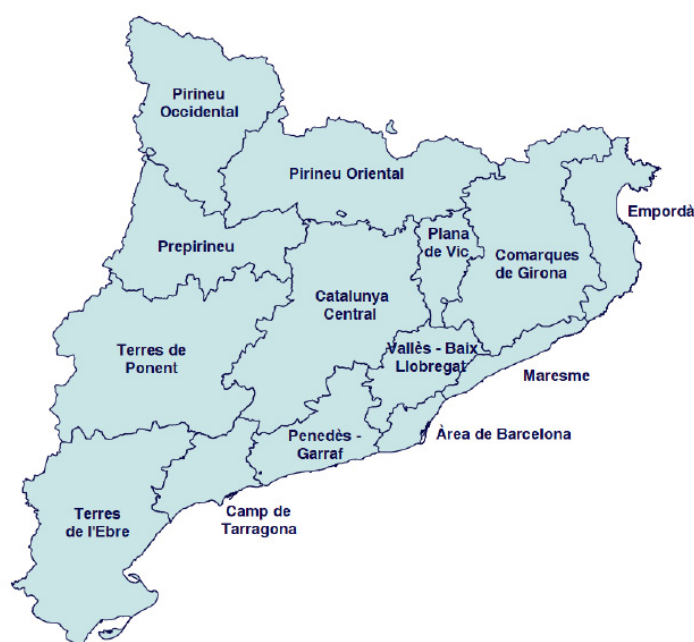 Pirineu
Occidental
Pirineu Oriental
Empordà
Prepirineu
Plana
de Vic
Comarques
de Girona
Catalunya
Central
Terres de
Ponent
Vallès - Baix
Llobregat
Maresme
Penedès -
Garraf
Àrea de Barcelona
Terres
de l'Ebre
Camp de
Tarragona